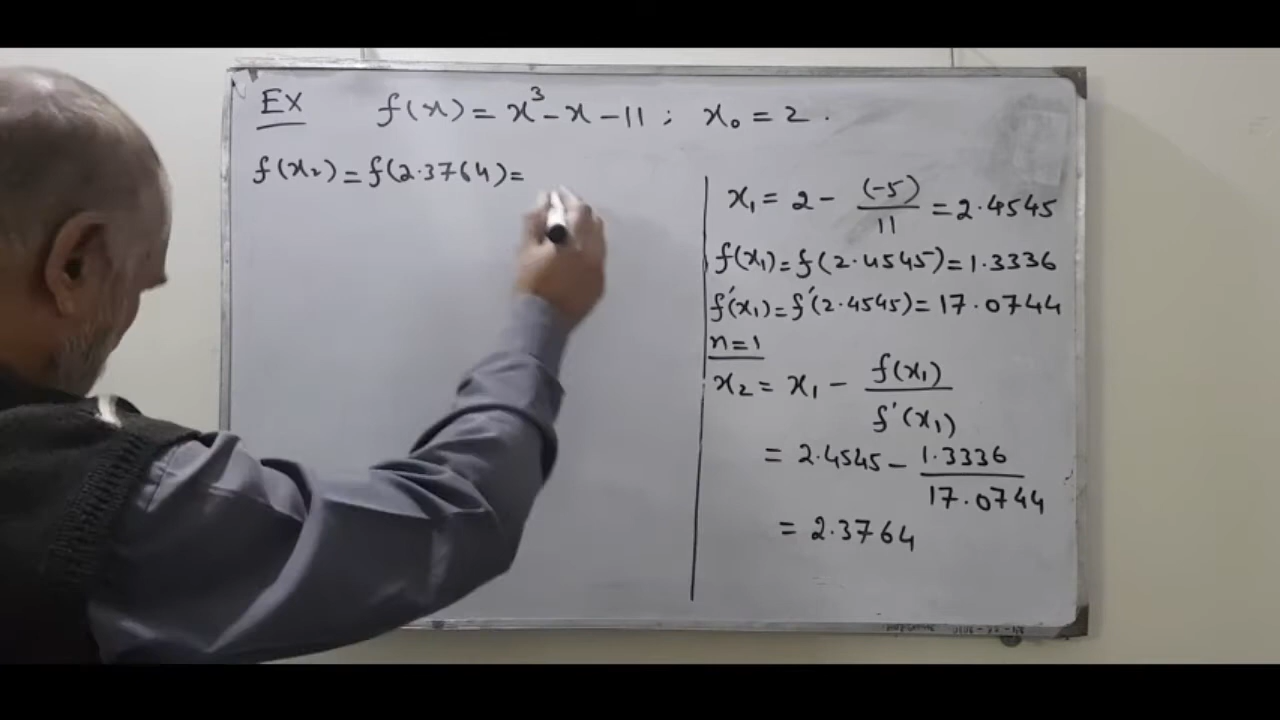 EX f(x) = x³ - x - 11 ; x₀ = 2 .
f(x₂) = f(2.3764) =
x₁ = 2 - (-5)/11 = 2.4545
f(x₁) = f(2.4545) = 1.3336
f'(x₁) = f'(2.4545) = 17.0744
n=1
x₂ = x₁ - f(x₁)/f'(x₁)
= 2.4545 - 1.3336/17.0744
= 2.3764